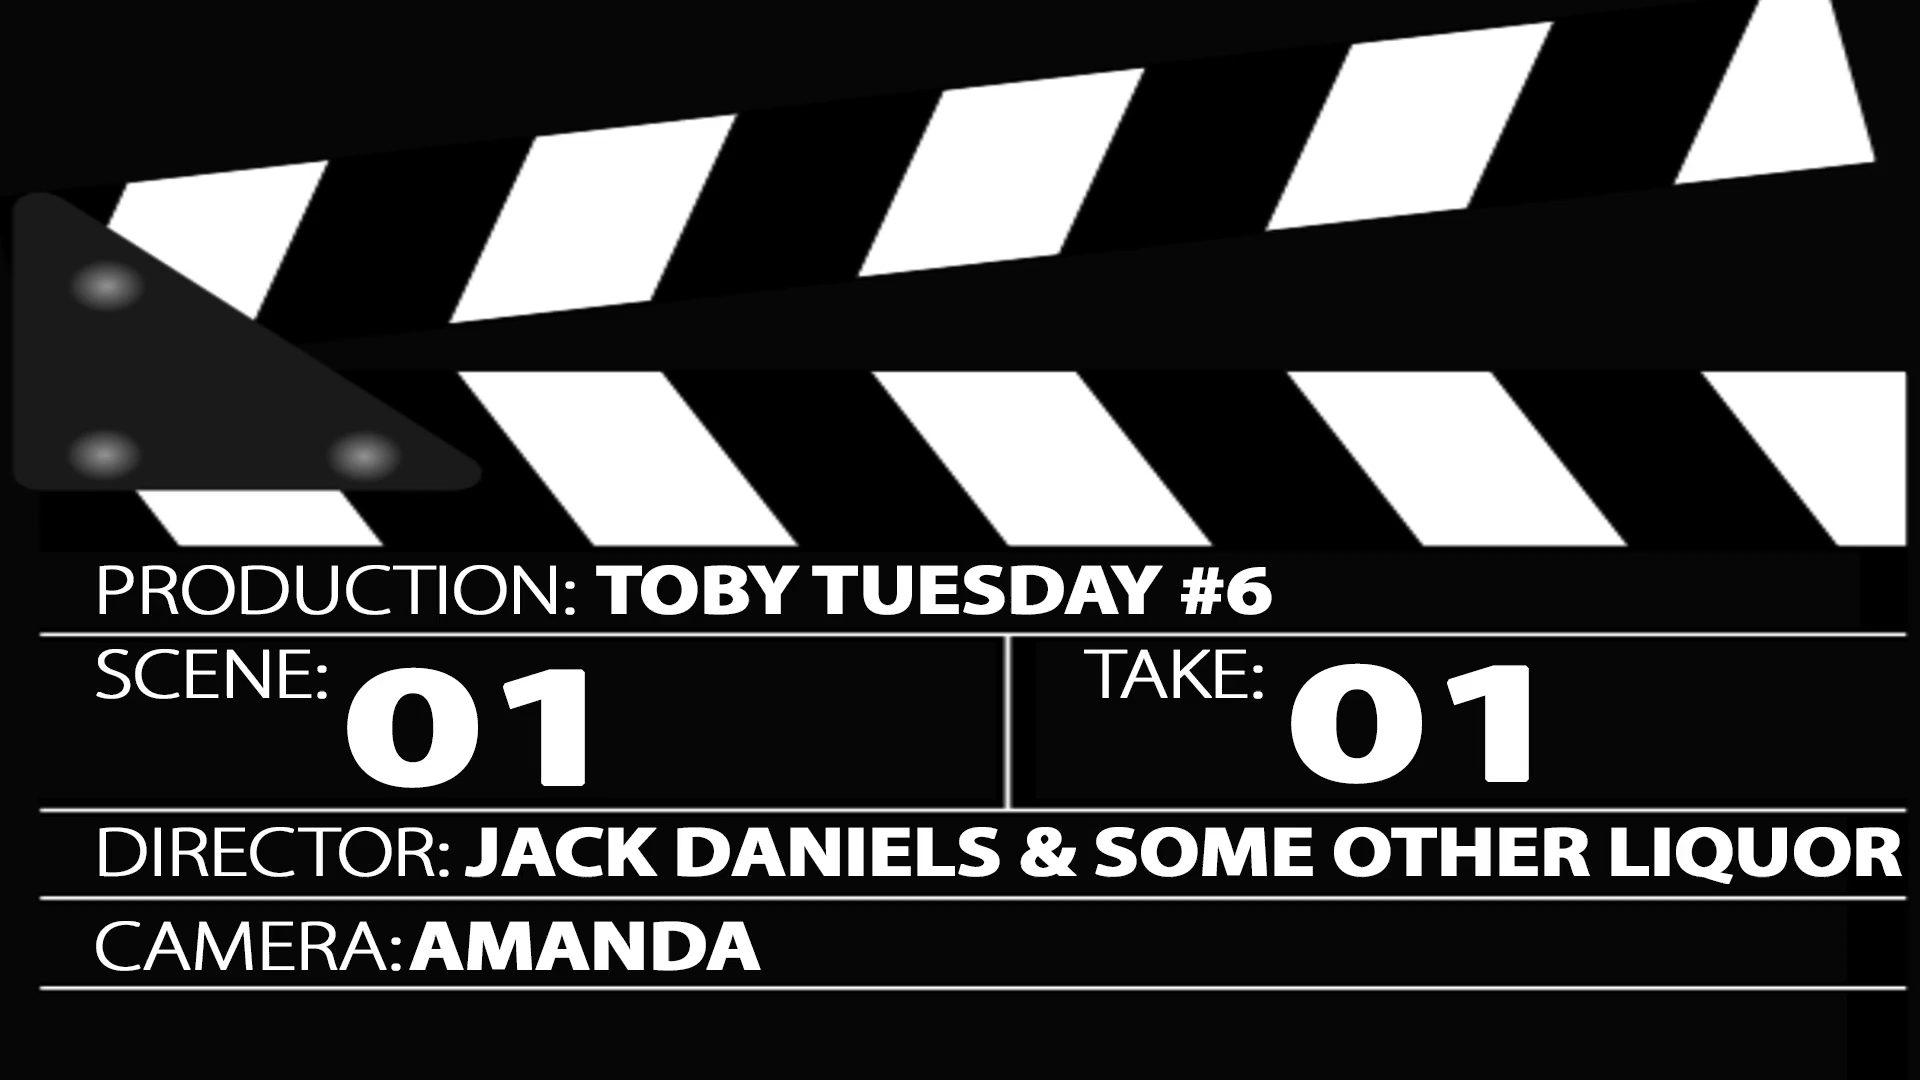 PRODUCTION: TOBY TUESDAY #6
SCENE: 01 TAKE: 01
DIRECTOR: JACK DANIELS & SOME OTHER LIQUOR
CAMERA: AMANDA